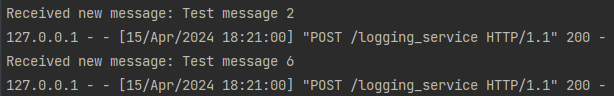 Received new message: Test message 2
127.0.0.1 - - [15/Apr/2024 18:21:00] "POST /logging_service HTTP/1.1" 200 -
Received new message: Test message 6
127.0.0.1 - - [15/Apr/2024 18:21:00] "POST /logging_service HTTP/1.1" 200 -